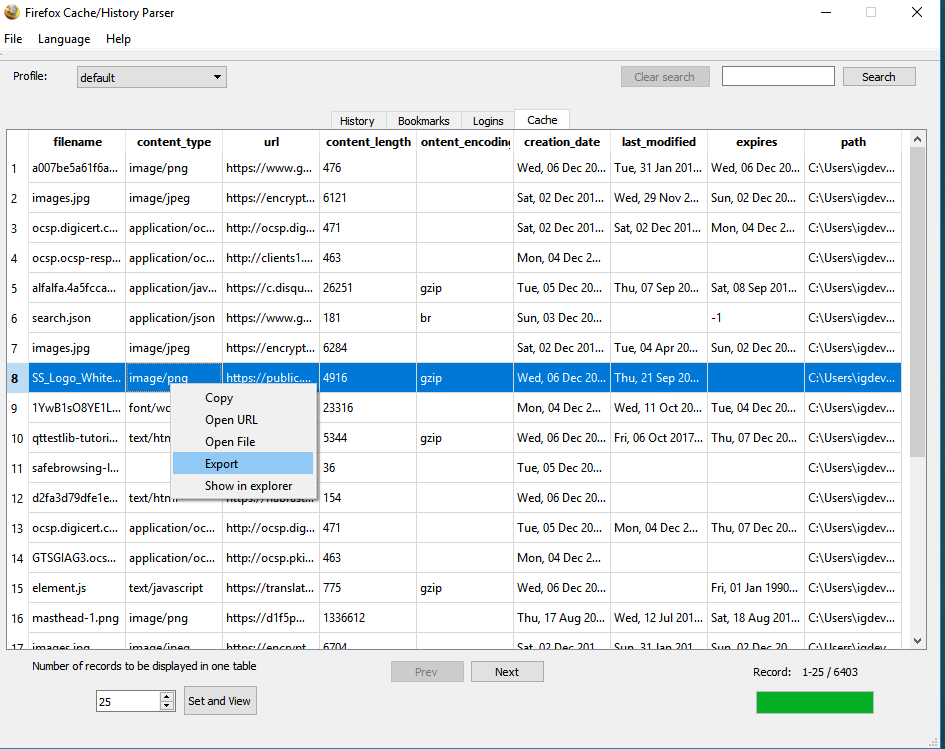 Firefox Cache/History Parser
File Language Help
Profile: default Clear search Search
History Bookmarks Logins Cache
filename content_type url content_length ontent_encoding creation_date last_modified expires path
1 a007be5a61f6a... image/png https://www.g... 476 Wed, 06 Dec 20... Tue, 31 Jan 201... Wed, 06 Dec 20... C:\Users\igdev...
2 images.jpg image/jpeg https://encrypt... 6121 Sat, 02 Dec 201... Wed, 29 Nov 2... Sun, 02 Dec 20... C:\Users\igdev...
3 ocsp.digicert.c... application/oc... http://ocsp.dig... 471 Sat, 02 Dec 201... Sat, 02 Dec 201... Mon, 04 Dec 2... C:\Users\igdev...
4 ocsp.ocsp-resp... application/oc... http://clients1.... 463 Mon, 04 Dec 2... C:\Users\igdev...
5 alfalfa.4a5fcca... application/jav... https://c.disqu... 26251 gzip Tue, 05 Dec 20... Thu, 07 Sep 20... Sat, 08 Sep 201... C:\Users\igdev...
6 search.json application/json https://www.g... 181 br Sun, 03 Dec 20... -1 C:\Users\igdev...
7 images.jpg image/jpeg https://encrypt... 6284 Sat, 02 Dec 201... Tue, 04 Apr 20... Sun, 02 Dec 20... C:\Users\igdev...
8 SS_Logo_White... image/png https://public.... 4916 gzip Wed, 06 Dec 20... Thu, 21 Sep 20... C:\Users\igdev...
Copy
9 1YwB1sO8YE1L... font/wo 23316 Mon, 04 Dec 2... Wed, 11 Oct 20... Tue, 04 Dec 20... C:\Users\igdev...
Open URL
10 qttestlib-tutori... text/htn 5344 gzip Wed, 06 Dec 20... Fri, 06 Oct 2017... Wed, 06 Dec 20... C:\Users\igdev...
Open File
11 safebrowsing-l... 36 Tue, 05 Dec 20... C:\Users\igdev...
Export
Show in explorer
12 d2fa3d79dfe1e... text/html 154 Wed, 06 Dec 20... C:\Users\igdev...
13 ocsp.digicert.c... application/oc... http://ocsp.dig... 471 Tue, 05 Dec 20... Mon, 04 Dec 2... Thu, 07 Dec 20... C:\Users\igdev...
14 GTSGIAG3.ocs... application/oc... http://ocsp.pki... 463 Mon, 04 Dec 2... C:\Users\igdev...
15 element.js text/javascript https://translat... 775 gzip Wed, 06 Dec 20... Fri, 01 Jan 1990... C:\Users\igdev...
16 masthead-1.png image/png https://d1f5p... 1336612 Thu, 17 Aug 20... Wed, 12 Jul 201... Sat, 18 Aug 201... C:\Users\igdev...
17 images.jpg image/jpeg https://encrypt... 6704 Sat, 02 Dec 201... Sun, 31 Jan 201... Sun, 02 Dec 20... C:\Users\igdev...
Number of records to be displayed in one table Prev Next Record: 1-25 / 6403
25 Set and View